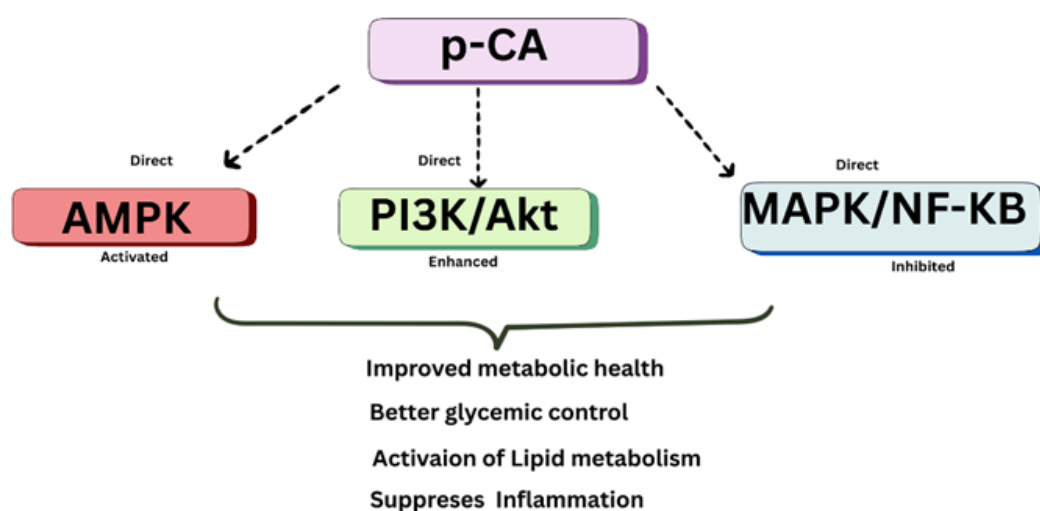 p-CA
Direct
Direct
Direct
AMPK
PI3K/Akt
MAPK/NF-KB
Activated
Enhanced
Inhibited
Improved metabolic health
Better glycemic control
Activaion of Lipid metabolism
Suppreses Inflammation